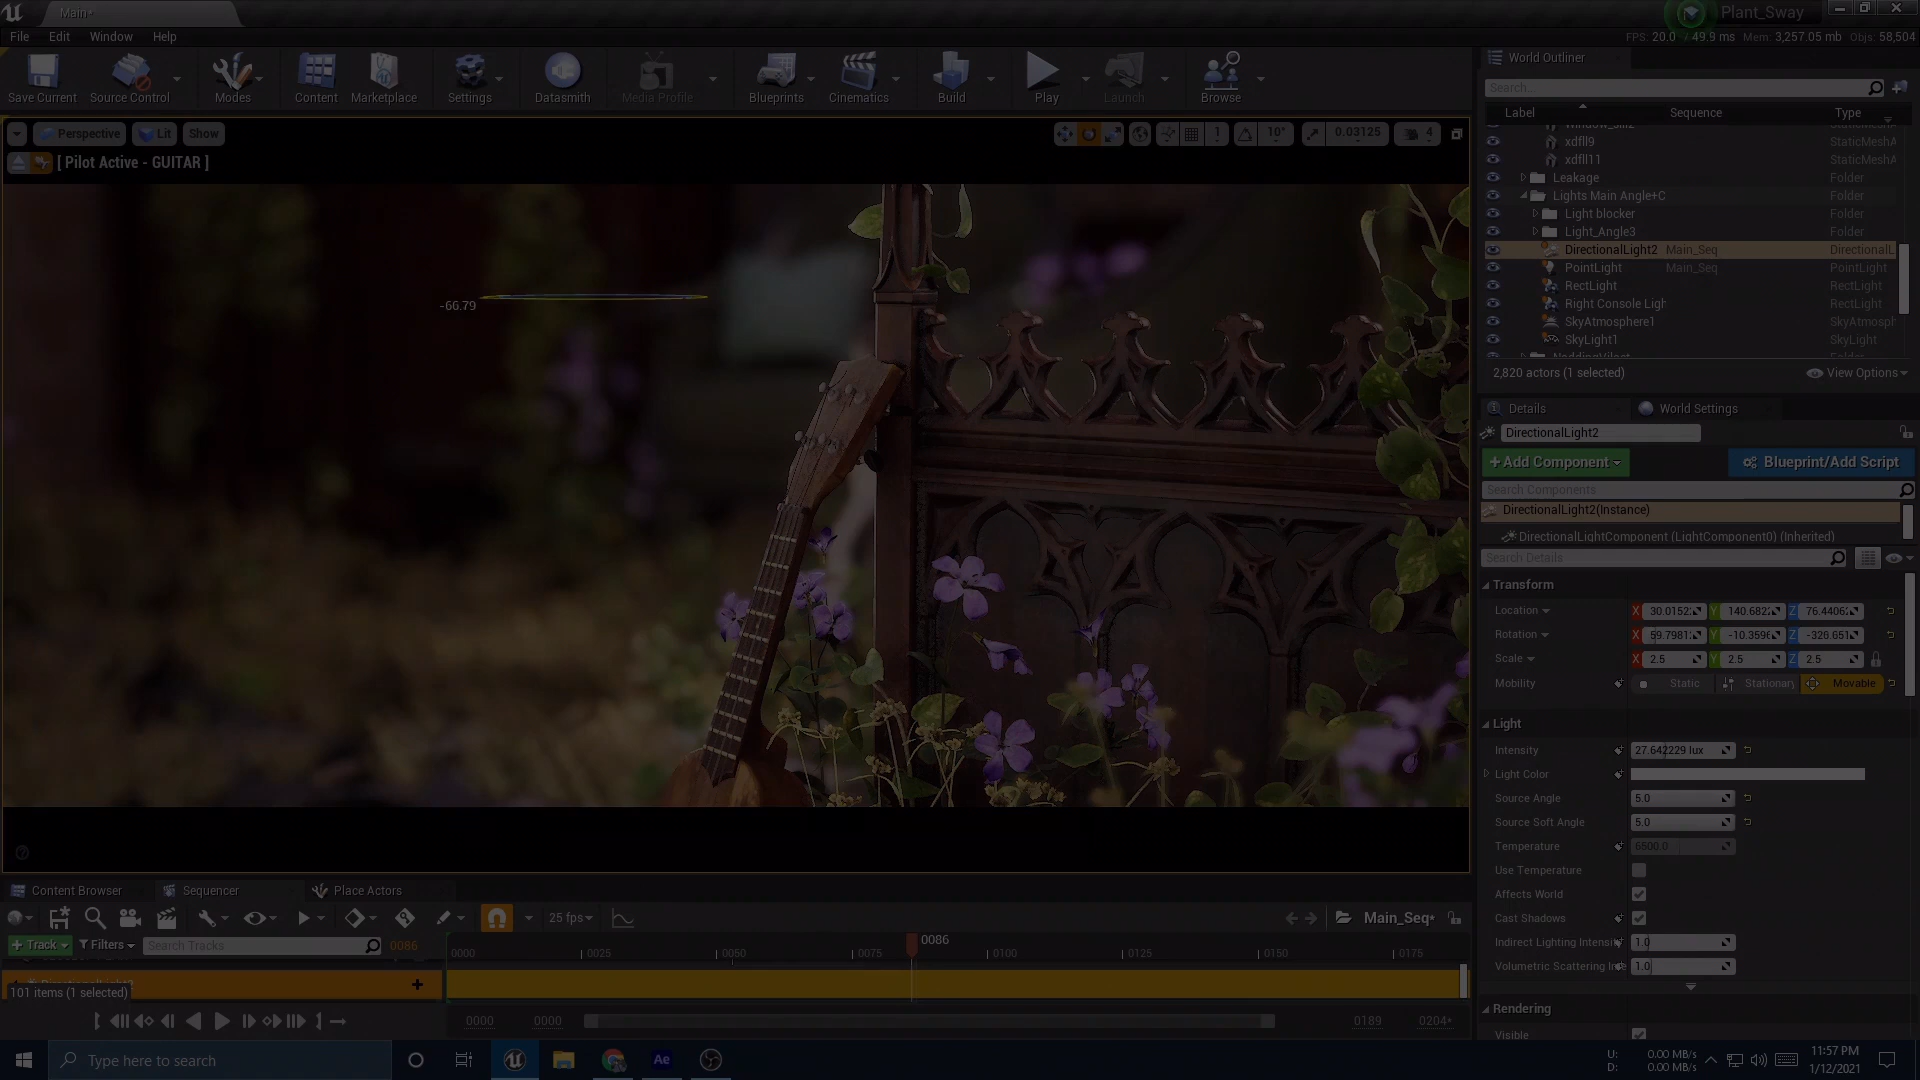 Main*
Plant_Sway
File Edit Window Help
FPS: 20.0 / 49.9 ms Mem: 3,257.05 mb Objs: 58,504
Save Current Source Control Modes Content Marketplace Settings Datasmith Media Profile Blueprints Cinematics Build Play Launch Browse
Perspective Lit Show
1 10° 0.03125 4
[ Pilot Active - GUITAR ]
-66.79
World Outliner
Search...
Label Sequence Type
xdfll9 StaticMeshA
xdfll11 StaticMeshA
Leakage Folder
Lights Main Angle+C Folder
Light blocker Folder
Light_Angle3 Folder
DirectionalLight2 Main_Seq DirectionalL
PointLight Main_Seq PointLight
RectLight RectLight
Right Console Ligh RectLight
SkyAtmosphere1 SkyAtmosph
SkyLight1 SkyLight
2,820 actors (1 selected) View Options
Details World Settings
DirectionalLight2
+ Add Component Blueprint/Add Script
Search Components
DirectionalLight2(Instance)
DirectionalLightComponent (LightComponent0) (Inherited)
Search Details
Transform
Location X 30.0152 Y 140.682 Z 76.4406
Rotation X 59.7981 Y -10.3596 Z -326.651
Scale X 2.5 Y 2.5 Z 2.5
Mobility Static Stationary Movable
Light
Intensity 27.642229 lux
Light Color
Source Angle 5.0
Source Soft Angle 5.0
Temperature 6500.0
Use Temperature
Affects World
Cast Shadows
Indirect Lighting Intensit 1.0
Volumetric Scattering Inte 1.0
Rendering
Visible
Content Browser Sequencer Place Actors
25 fps Main_Seq*
+ Track Filters Search Tracks 0086
0086
0000 0025 0050 0075 0100 0125 0150 0175
101 items (1 selected)
0000 0000 0189 0204*
Type here to search
Ae
U: 0.00 MB/s
D: 0.00 MB/s
11:57 PM
1/12/2021